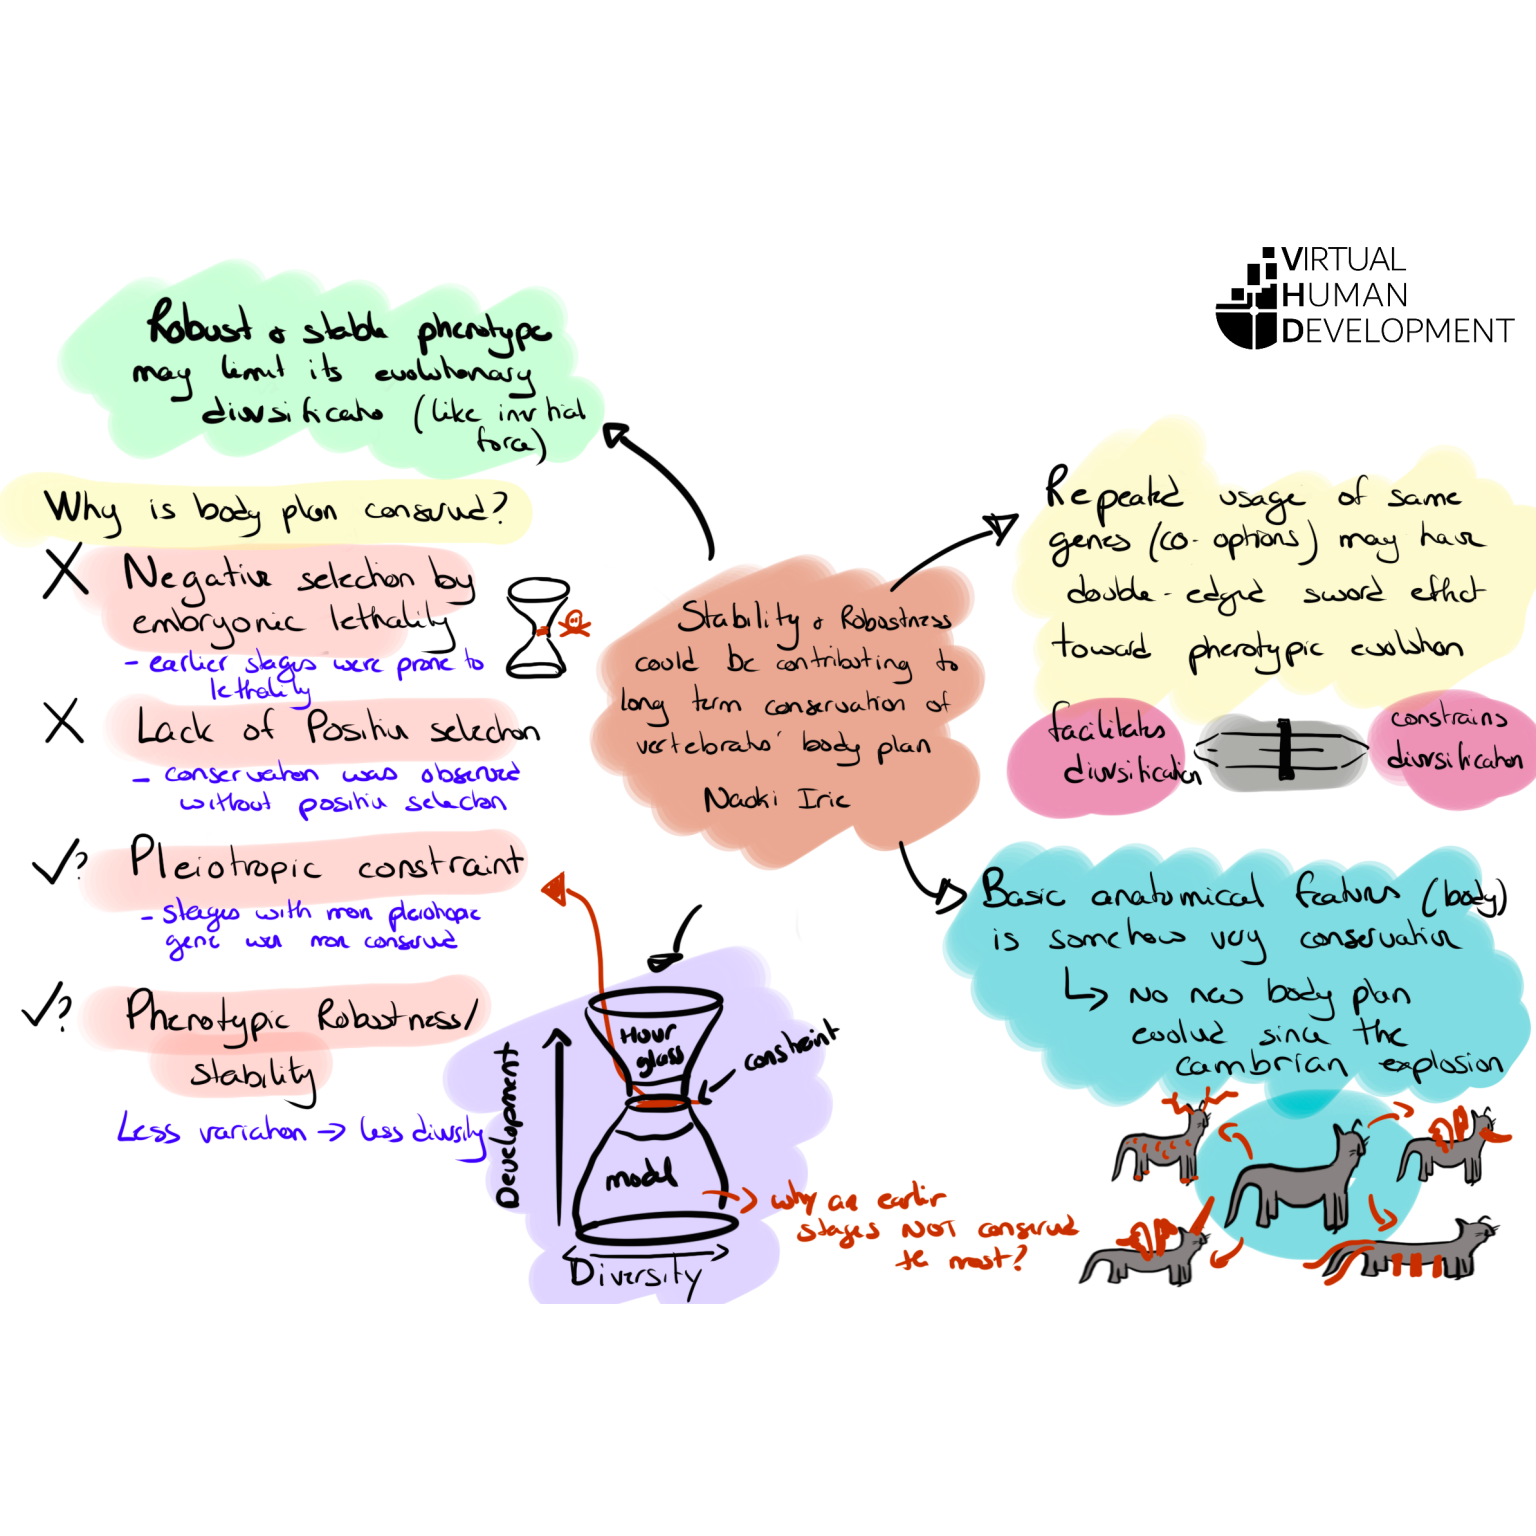 VIRTUAL
HUMAN
DEVELOPMENT
Robust & stable phenotype
may limit its evolutionary
diversification (like inertial
force)
Why is body plan conserved?
Negative selection by
embryonic lethality
- earlier stages were prone to
lethality
Lack of Positive selection
- conservation was observed
without positive selection
? Pleiotropic constraint
- stages with more pleiotropic
gene were more conserved
? Phenotypic Robustness/
stability
Less variation → less diversity
Stability & Robustness
could be contributing to
long term conservation of
vertebrates' body plan
Naoki Irie
Repeated usage of same
genes (co-options) may have
double-edged sword effect
toward phenotypic evolution
facilitates
diversification
constrains
diversification
Basic anatomical features (body)
is somehow very conservative
↳ No new body plan
evolved since the
cambrian explosion
Development
Hour
glass
model
constraint
Diversity
→ why are earlier
stages NOT conserved
the most?